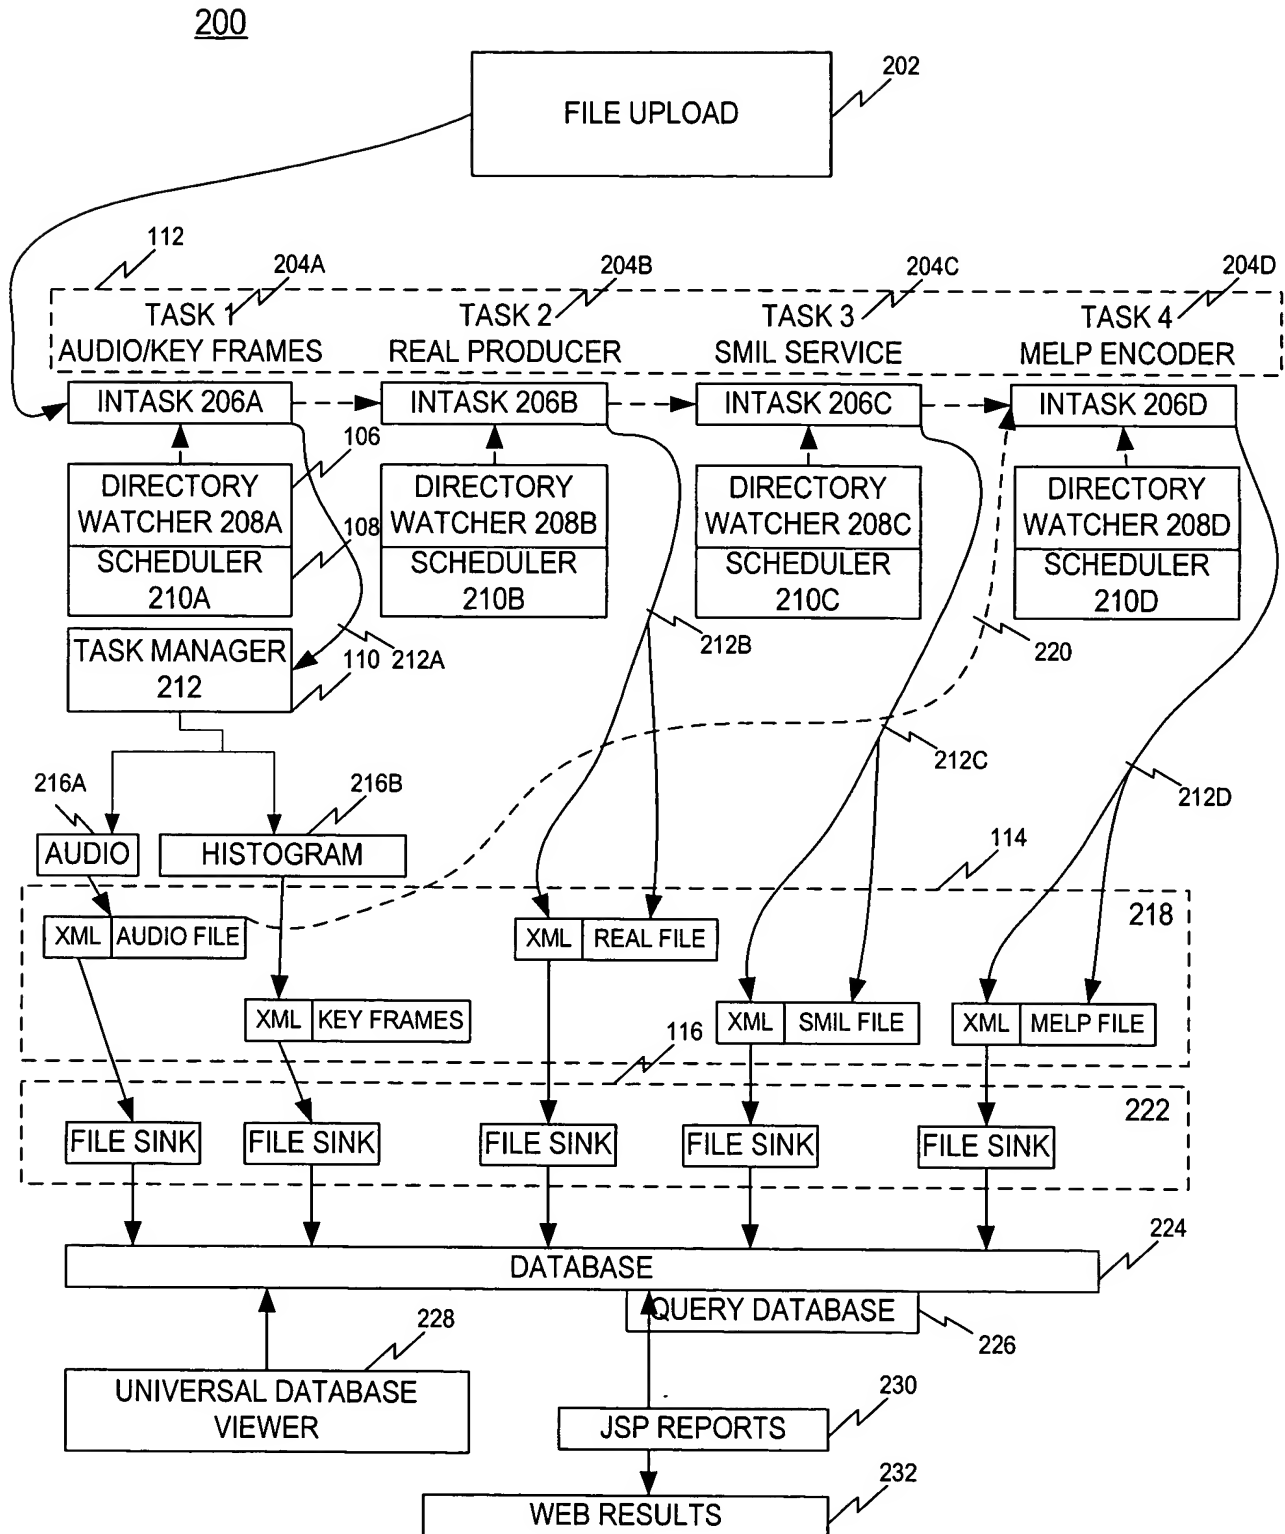 200
FILE UPLOAD
202
112
204A
204B
204C
204D
TASK 1
AUDIO/KEY FRAMES
TASK 2
REAL PRODUCER
TASK 3
SMIL SERVICE
TASK 4
MELP ENCODER
INTASK 206A
INTASK 206B
INTASK 206C
INTASK 206D
106
DIRECTORY
WATCHER 208A
108
SCHEDULER
210A
DIRECTORY
WATCHER 208B
SCHEDULER
210B
DIRECTORY
WATCHER 208C
SCHEDULER
210C
DIRECTORY
WATCHER 208D
SCHEDULER
210D
TASK MANAGER
212
110
212A
212B
220
212C
212D
216A
216B
AUDIO
HISTOGRAM
114
218
XML
AUDIO FILE
XML
REAL FILE
XML
KEY FRAMES
XML
SMIL FILE
XML
MELP FILE
116
222
FILE SINK
FILE SINK
FILE SINK
FILE SINK
FILE SINK
224
DATABASE
QUERY DATABASE
226
228
UNIVERSAL DATABASE
VIEWER
230
JSP REPORTS
232
WEB RESULTS